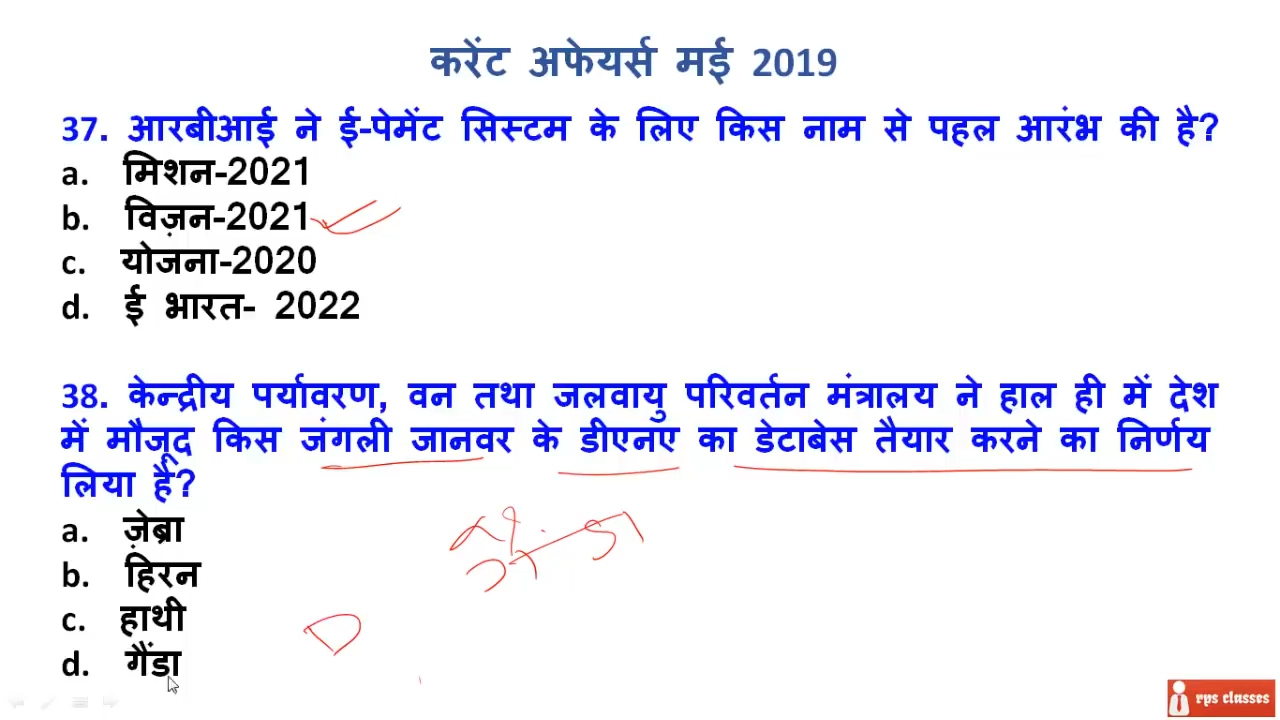 करेंट अफेयर्स मई 2019
37. आरबीआई ने ई-पेमेंट सिस्टम के लिए किस नाम से पहल आरंभ की है?
a. मिशन-2021
b. विज़न-2021
c. योजना-2020
d. ई भारत- 2022
38. केन्द्रीय पर्यावरण, वन तथा जलवायु परिवर्तन मंत्रालय ने हाल ही में देश
में मौजूद किस जंगली जानवर के डीएनए का डेटाबेस तैयार करने का निर्णय
लिया है?
a. ज़ेब्रा
b. हिरन
c. हाथी
d. गैंडा
rps classes